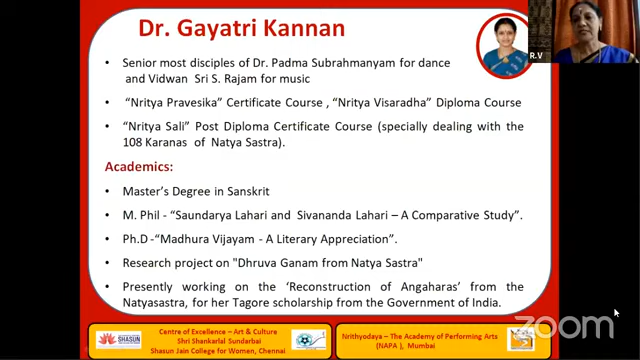 Dr. Gayatri Kannan
R.V
• Senior most disciples of Dr. Padma Subrahmanyam for dance
and Vidwan Sri S. Rajam for music
• “Nritya Pravesika” Certificate Course , “Nritya Visaradha” Diploma Course
• “Nritya Sali” Post Diploma Certificate Course (specially dealing with the
108 Karanas of Natya Sastra).
Academics:
• Master’s Degree in Sanskrit
• M. Phil - “Saundarya Lahari and Sivananda Lahari – A Comparative Study”.
• Ph.D -“Madhura Vijayam - A Literary Appreciation”.
• Research project on "Dhruva Ganam from Natya Sastra"
• Presently working on the ‘Reconstruction of Angaharas’ from the
Natyasastra, for her Tagore scholarship from the Government of India.
SHASUN
Centre of Excellence – Art & Culture
Shri Shankarlal Sundarbai
Shasun Jain College for Women, Chennai
Nrithyodaya – The Academy of Performing Arts
(NAPA ), Mumbai
zoom